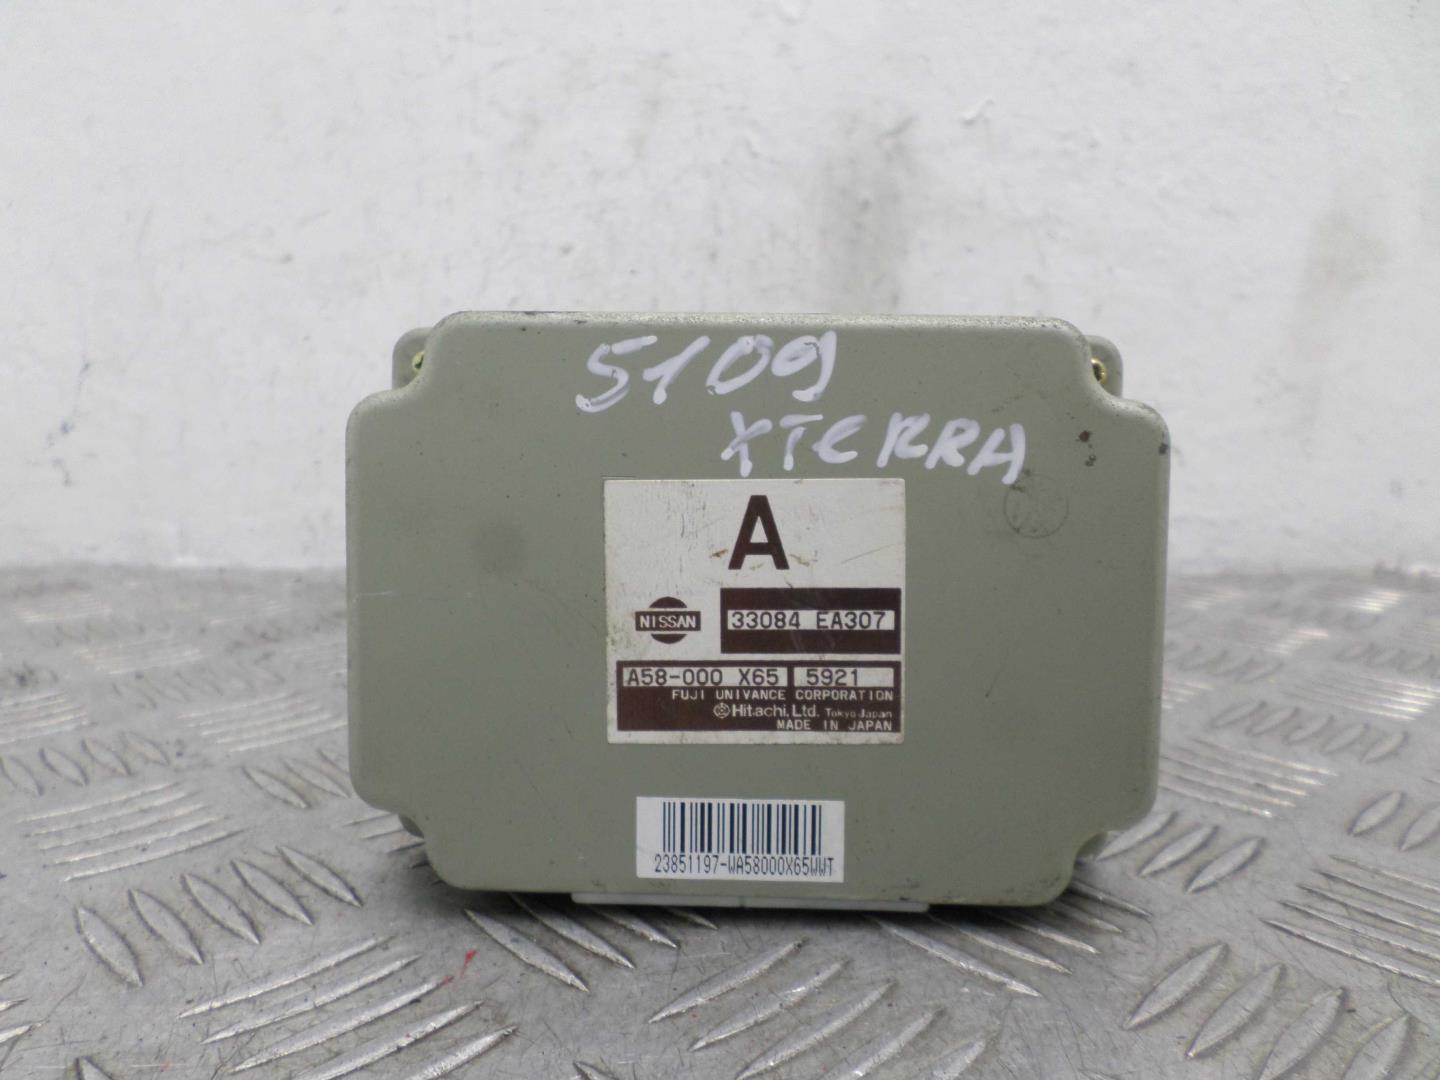 5109
XTERRA
A
NISSAN
33084 EA307
A58-000 X65 5921
FUJI UNIVANCE CORPORATION
Hitachi, Ltd. Tokyo Japan
MADE IN JAPAN
23851197-WA58000X65WWT